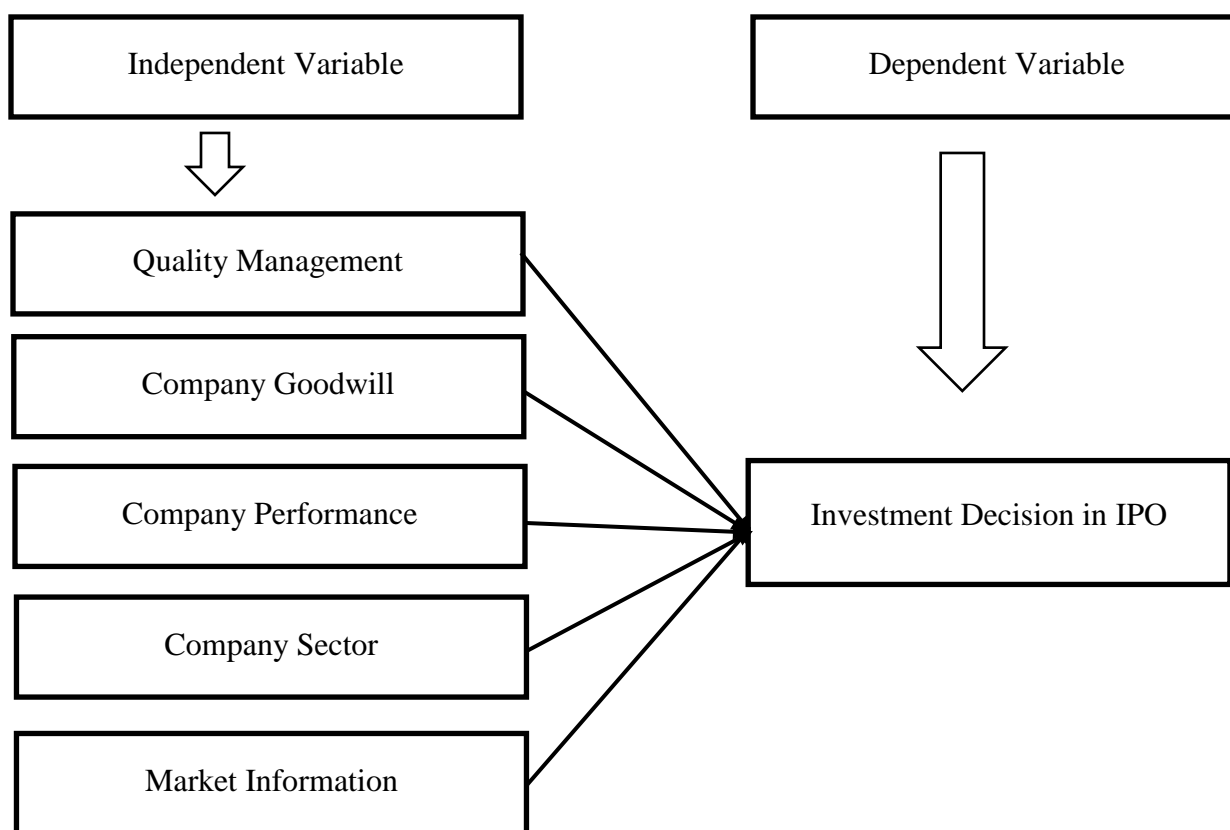 Independent Variable
Dependent Variable
Quality Management
Company Goodwill
Company Performance
Investment Decision in IPO
Company Sector
Market Information